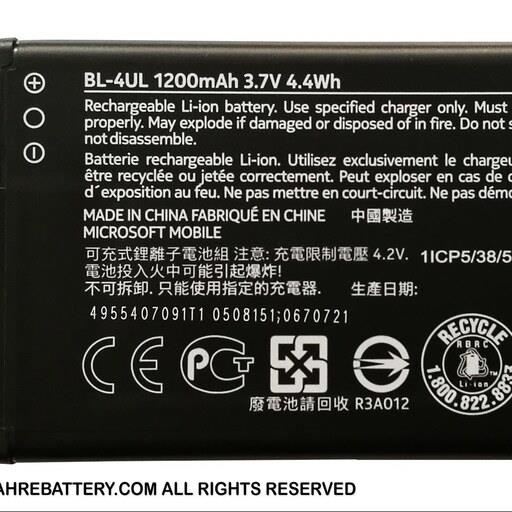 BL-4UL 1200mAh 3.7V 4.4Wh
Rechargeable Li-ion battery. Use specified charger only. Must
properly. May explode if damaged or disposed of in fire. Do not s
not disassemble.
Batterie rechargeable Li-ion. Utilisez exclusivement le chargeu
être recyclée ou jetée correctement. Peut exploser en cas de
d´exposition au feu. Ne pas mettre en court-circuit. Ne pas démo
MADE IN CHINA FABRIQUÉ EN CHINE 中國製造
MICROSOFT MOBILE
可充式鋰離子電池組 注意: 充電限制電壓 4.2V. 1ICP5/38/5
電池投入火中可能引起爆炸!
不可拆卸. 只能使用指定的充電器. 生產日期:
4955407091T1 0508151;0670721
CE
廢電池請回收 R3A012
RECYCLE
RBRC
Li-ion
1.800.822.8837
AHREBATTERY.COM ALL RIGHTS RESERVED